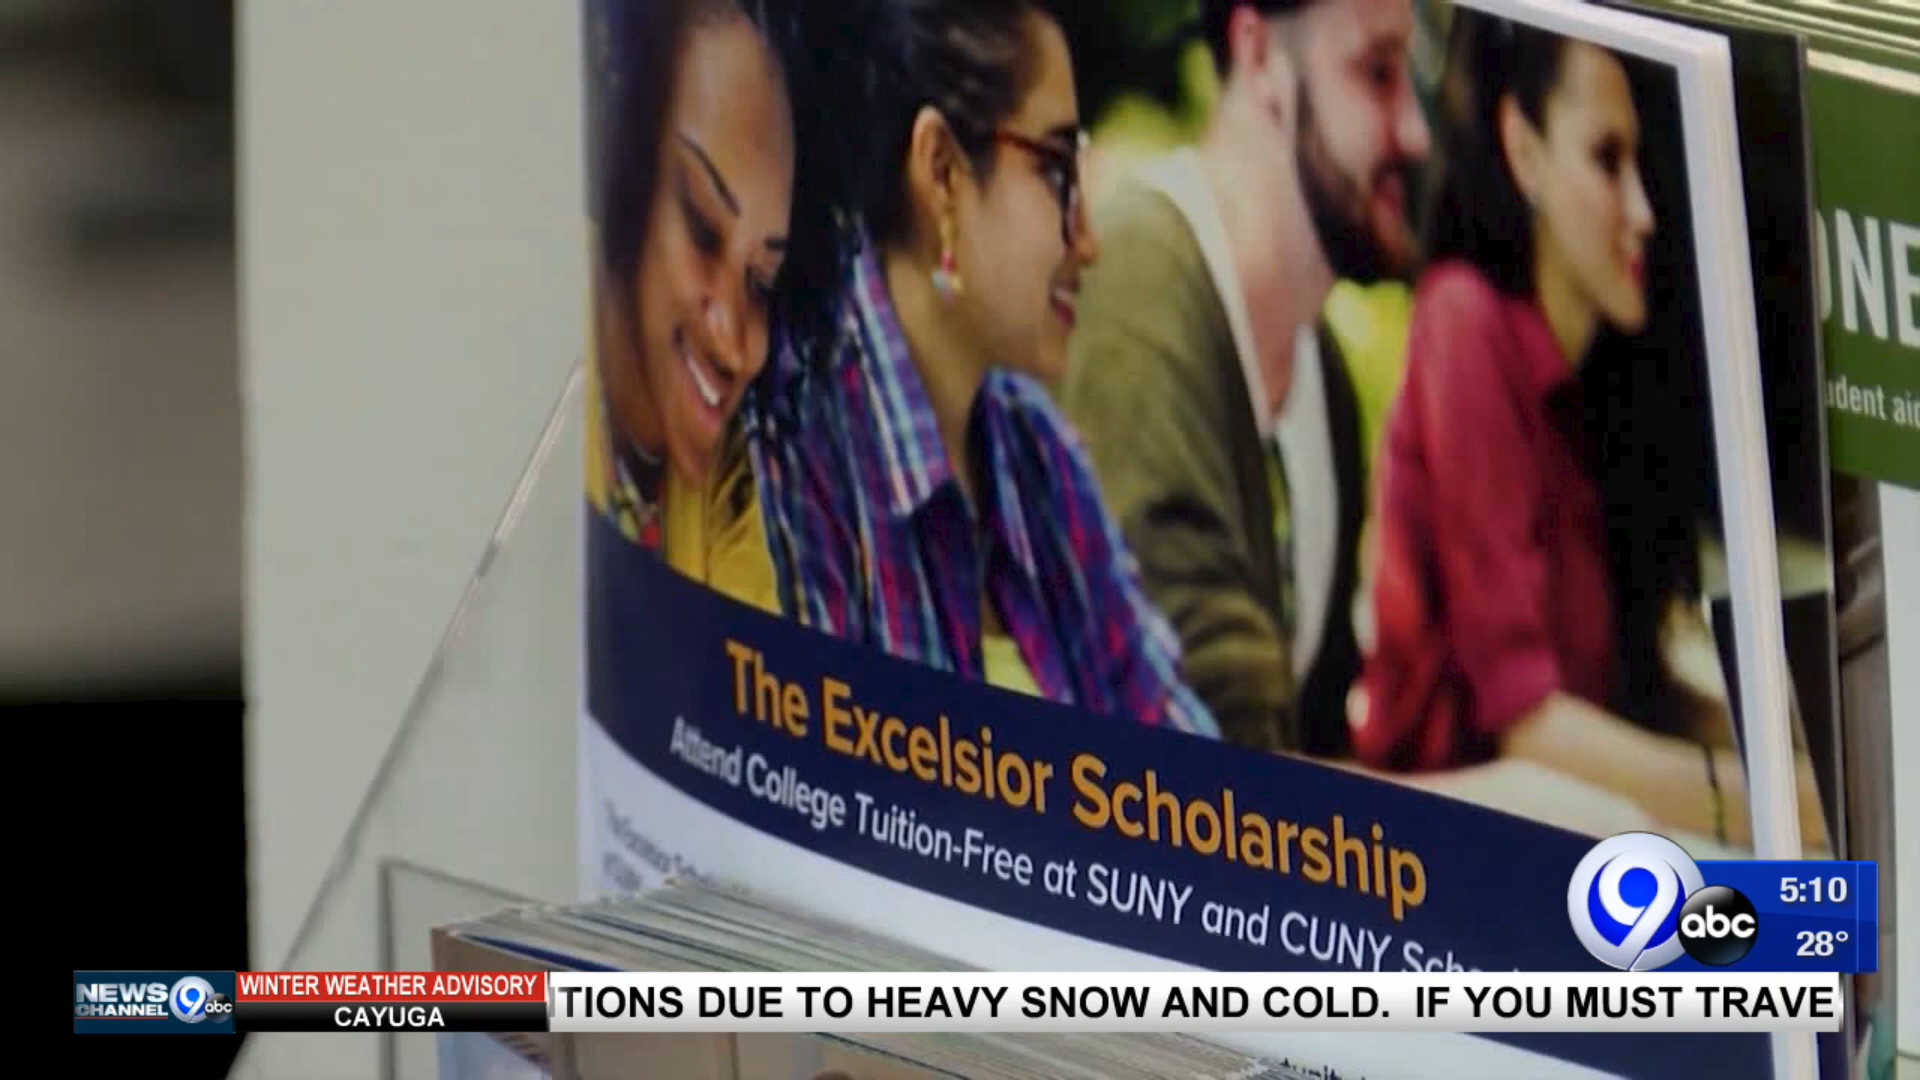 ONE
udent aid
The Excelsior Scholarship
Attend College Tuition-Free at SUNY and CUNY
9
abc
5:10
28°
NEWS
CHANNEL
9
abc
WINTER WEATHER ADVISORY
CAYUGA
TIONS DUE TO HEAVY SNOW AND COLD. IF YOU MUST TRAVE